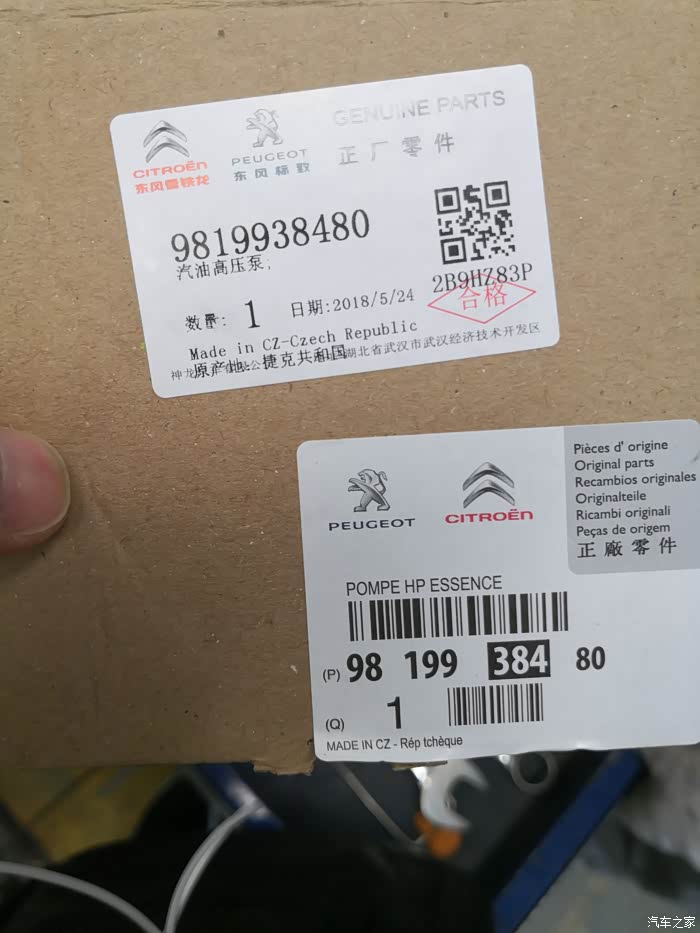 GENUINE PARTS
CITROËN
PEUGEOT
正厂零件
东风雪铁龙
东风标致
9819938480
汽油高压泵;
2B9HZ83P
合格
数量: 1 日期:2018/5/24
Made in CZ-Czech Republic
原产地: 捷克共和国
湖北省武汉市武汉经济技术开发区
PEUGEOT
CITROËN
Pièces d' origine
Original parts
Recambios originales
Originalteile
Ricambi originali
Peças de origem
正廠零件
POMPE HP ESSENCE
(P) 98 199 384 80
(Q) 1
MADE IN CZ - Rép tchèque
汽车之家